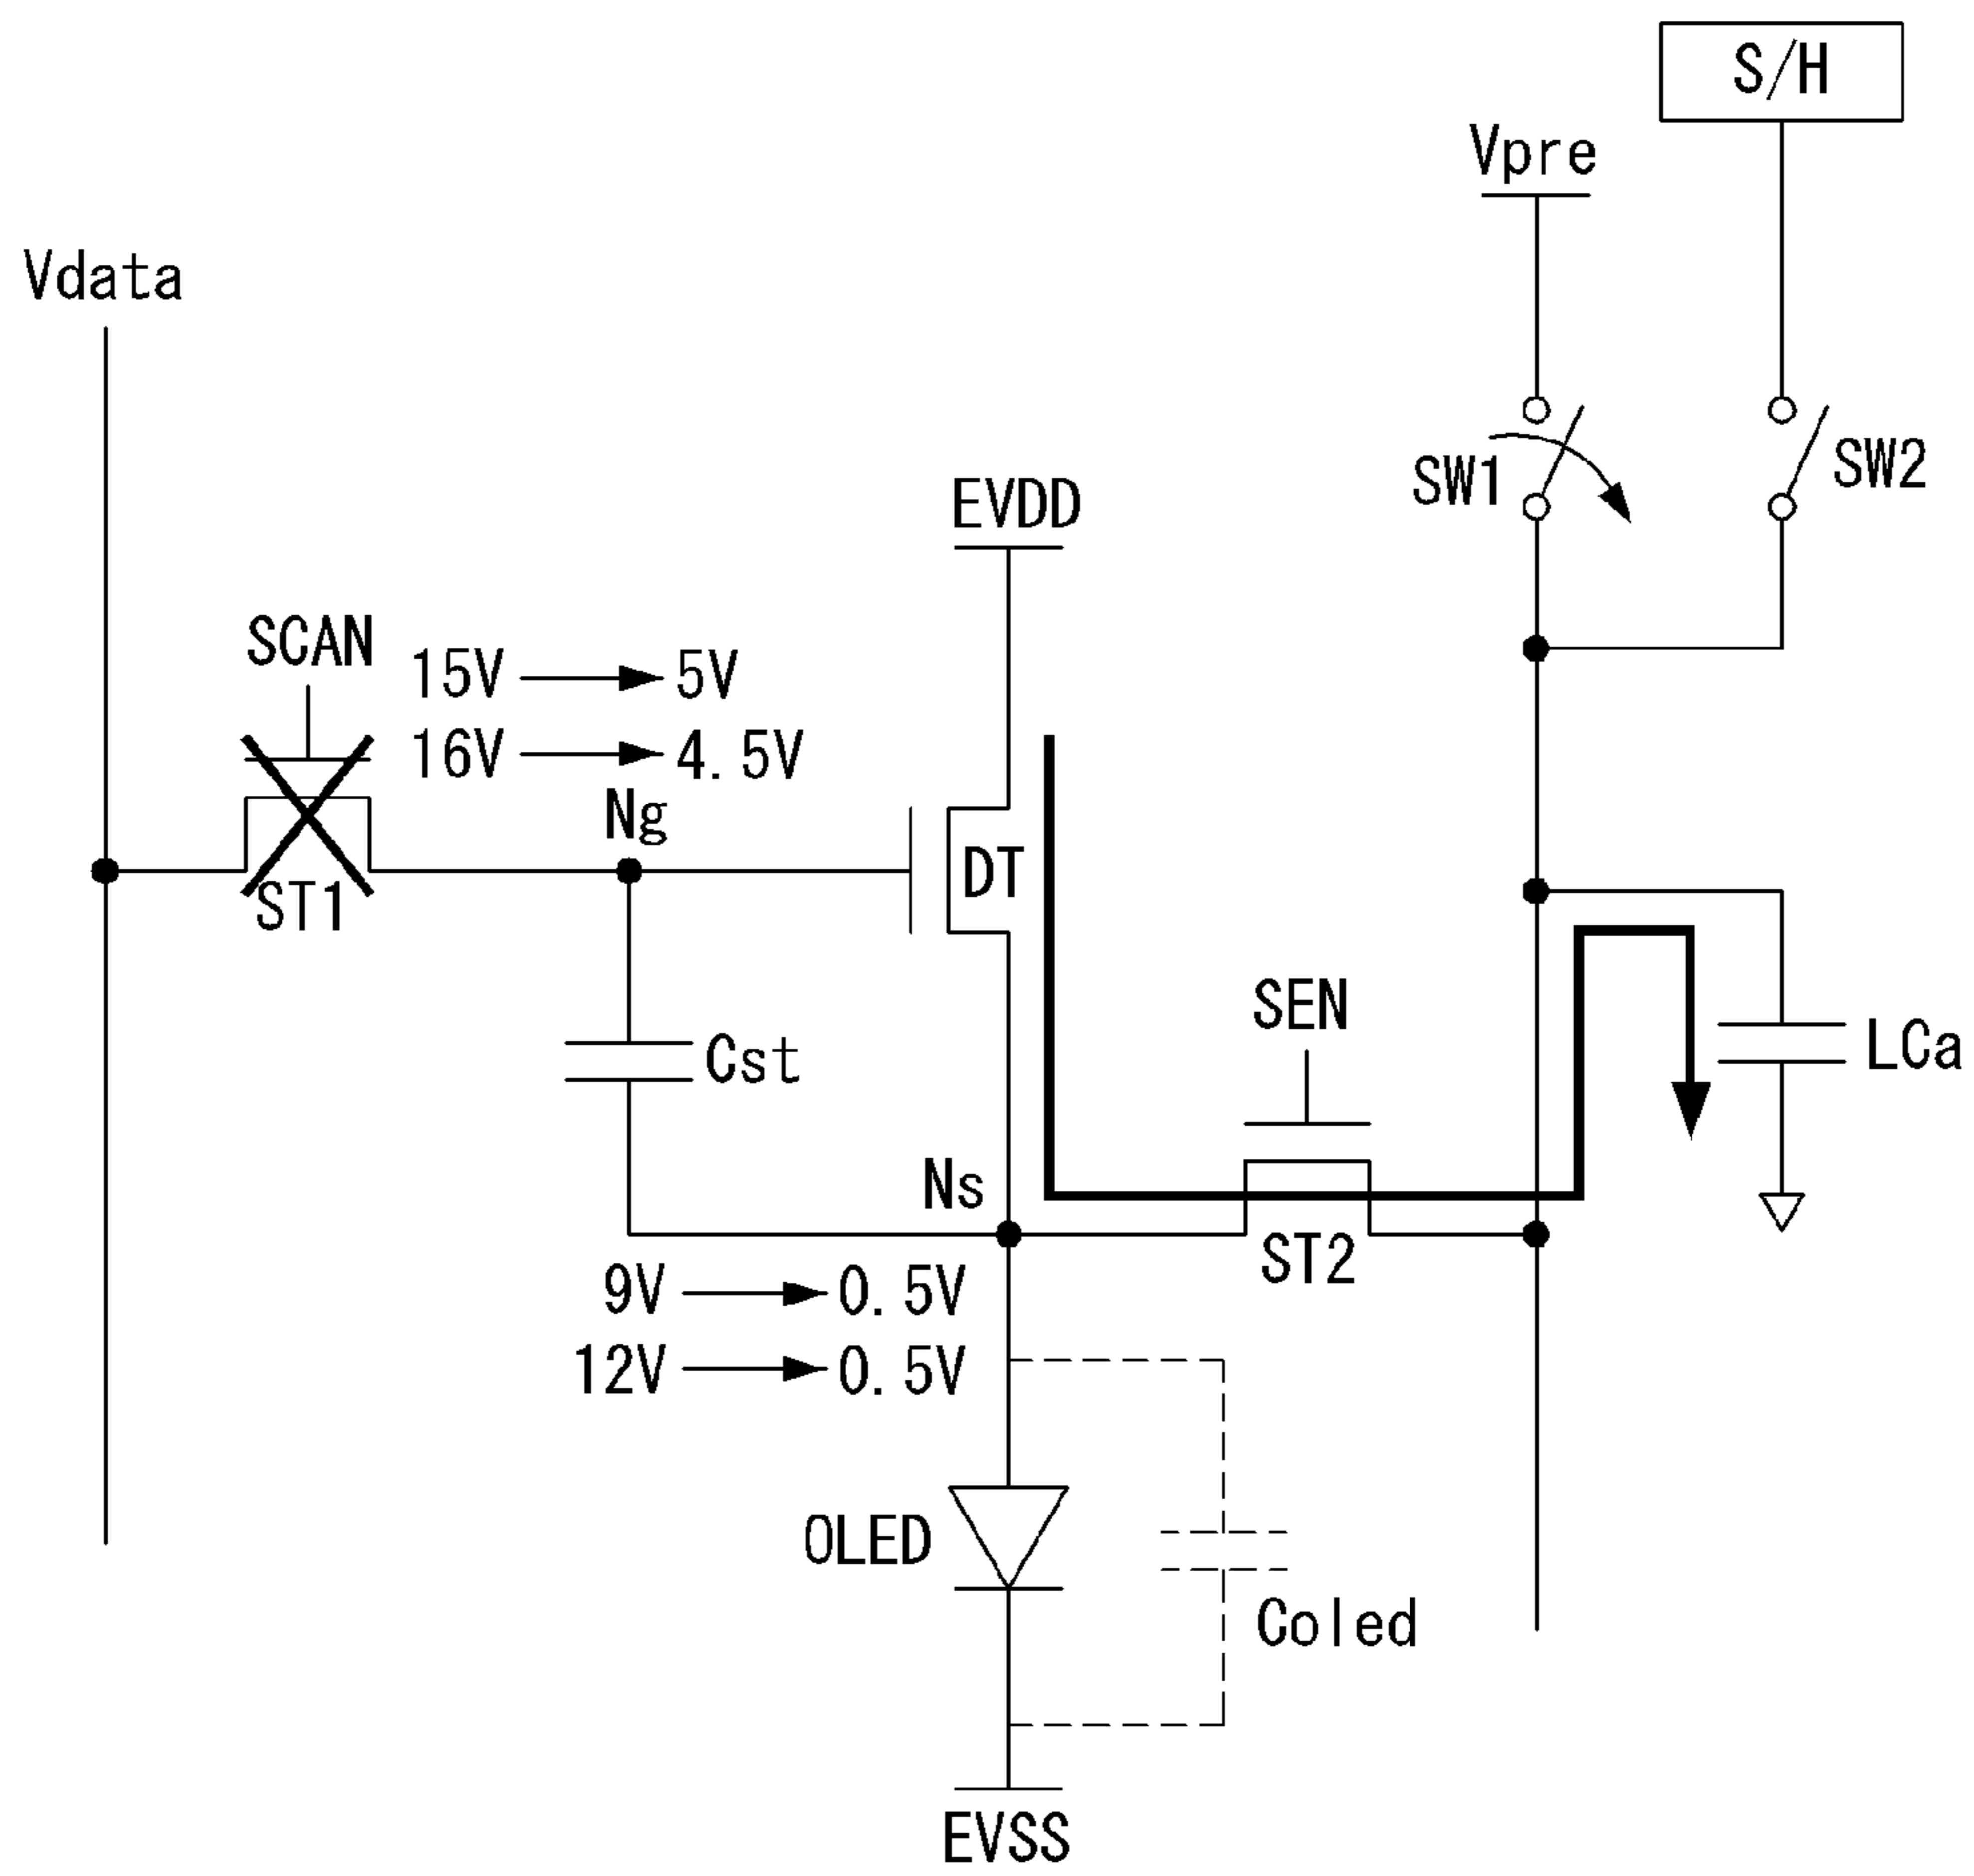 S/H
Vpre
Vdata
SW1
SW2
EVDD
SCAN
15V 5V
16V 4.5V
Ng
DT
ST1
SEN
Cst
LCa
Ns
ST2
9V 0.5V
12V 0.5V
OLED
Coled
EVSS